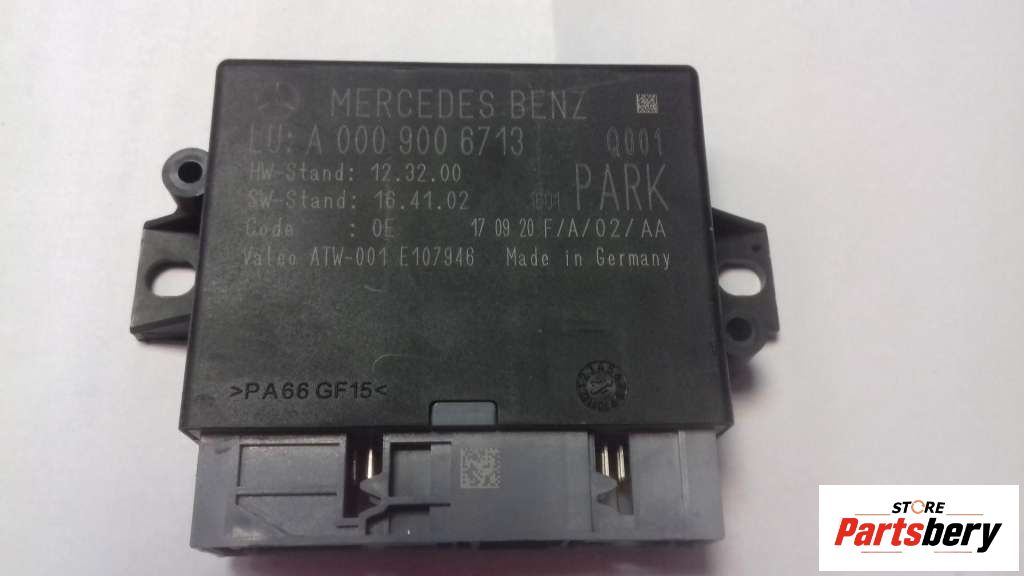 MERCEDES BENZ
LU: A 000 900 6713 Q001
HW-Stand: 12.32.00
SW-Stand: 16.41.02 PARK
Code : OE 17 09 20 F/A/02/AA
Valeo ATW-001 E107946 Made in Germany
>PA66 GF15<
STORE
Partsbery